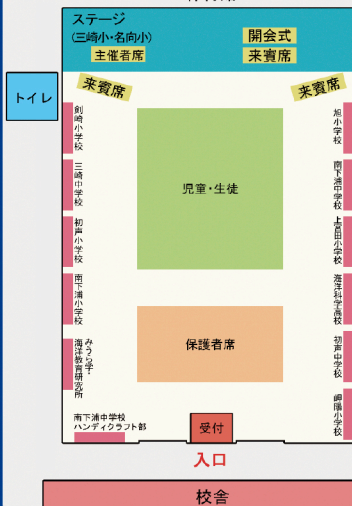 ステージ
(三崎小・名向小)
主催者席
開会式
来賓席
来賓席
来賓席
トイレ
剣崎小学校
三崎中学校
初声小学校
南下浦小学校
みうら学・
海洋教育研究所
南下浦中学校
ハンディクラフト部
児童・生徒
保護者席
旭小学校
南下浦中学校
上宮田小学校
海洋科学高校
初声中学校
岬陽小学校
受付
入口
校舎